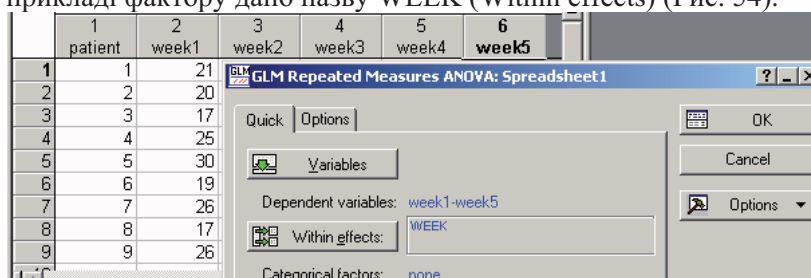 прикладі фактору дано назву WEEK (Within effects) (Рис. 54).
1 2 3 4 5 6
patient week1 week2 week3 week4 week5
1 1 21
2 2 20
3 3 17
4 4 25
5 5 30
6 6 19
7 7 26
8 8 17
9 9 26
GLM Repeated Measures ANOVA: Spreadsheet1
Quick Options
OK
Variables
Cancel
Dependent variables: week1-week5
Options
Within effects: WEEK
Categorical factors: none